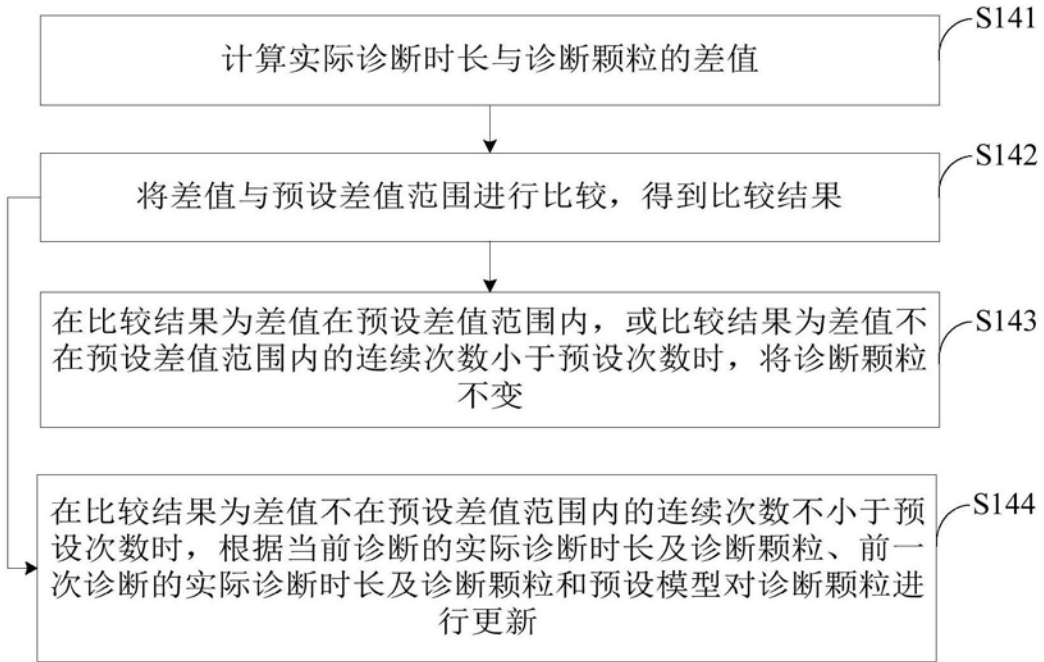 计算实际诊断时长与诊断颗粒的差值
S141
将差值与预设差值范围进行比较，得到比较结果
S142
在比较结果为差值在预设差值范围内，或比较结果为差值不
在预设差值范围内的连续次数小于预设次数时，将诊断颗粒
不变
S143
在比较结果为差值不在预设差值范围内的连续次数不小于预
设次数时，根据当前诊断的实际诊断时长及诊断颗粒、前一
次诊断的实际诊断时长及诊断颗粒和预设模型对诊断颗粒进
行更新
S144